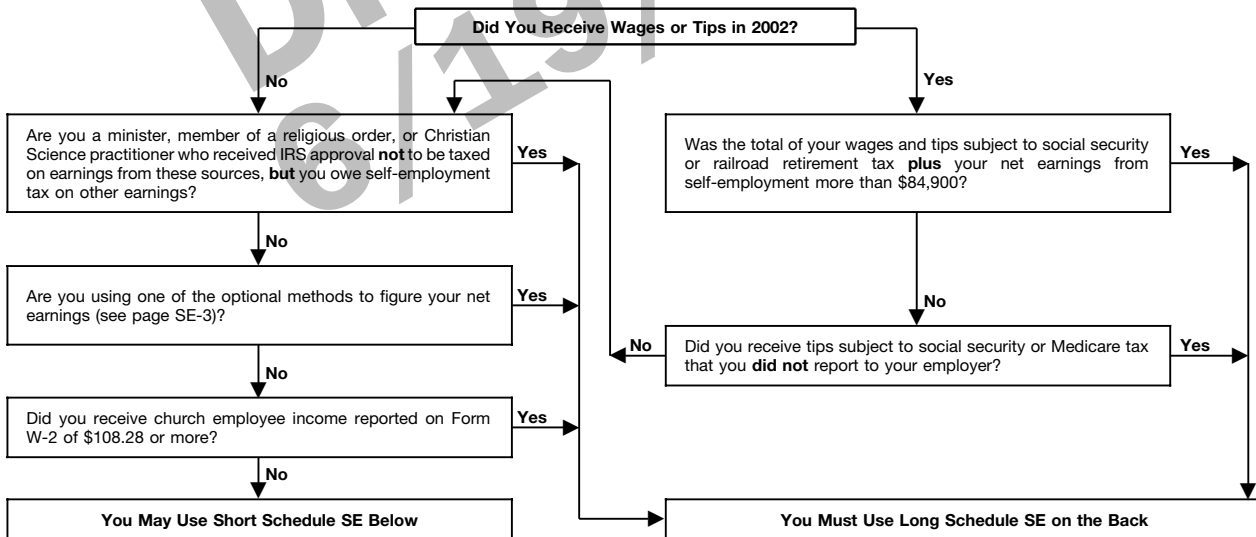 Did You Receive Wages or Tips in 2002?
No
Yes
Are you a minister, member of a religious order, or Christian
Science practitioner who received IRS approval not to be taxed
on earnings from these sources, but you owe self-employment
tax on other earnings?
Yes
Was the total of your wages and tips subject to social security
or railroad retirement tax plus your net earnings from
self-employment more than $84,900?
Yes
No
No
Are you using one of the optional methods to figure your net
earnings (see page SE-3)?
Yes
No
Did you receive tips subject to social security or Medicare tax
that you did not report to your employer?
Yes
No
Did you receive church employee income reported on Form
W-2 of $108.28 or more?
Yes
No
You May Use Short Schedule SE Below
You Must Use Long Schedule SE on the Back
6/19/